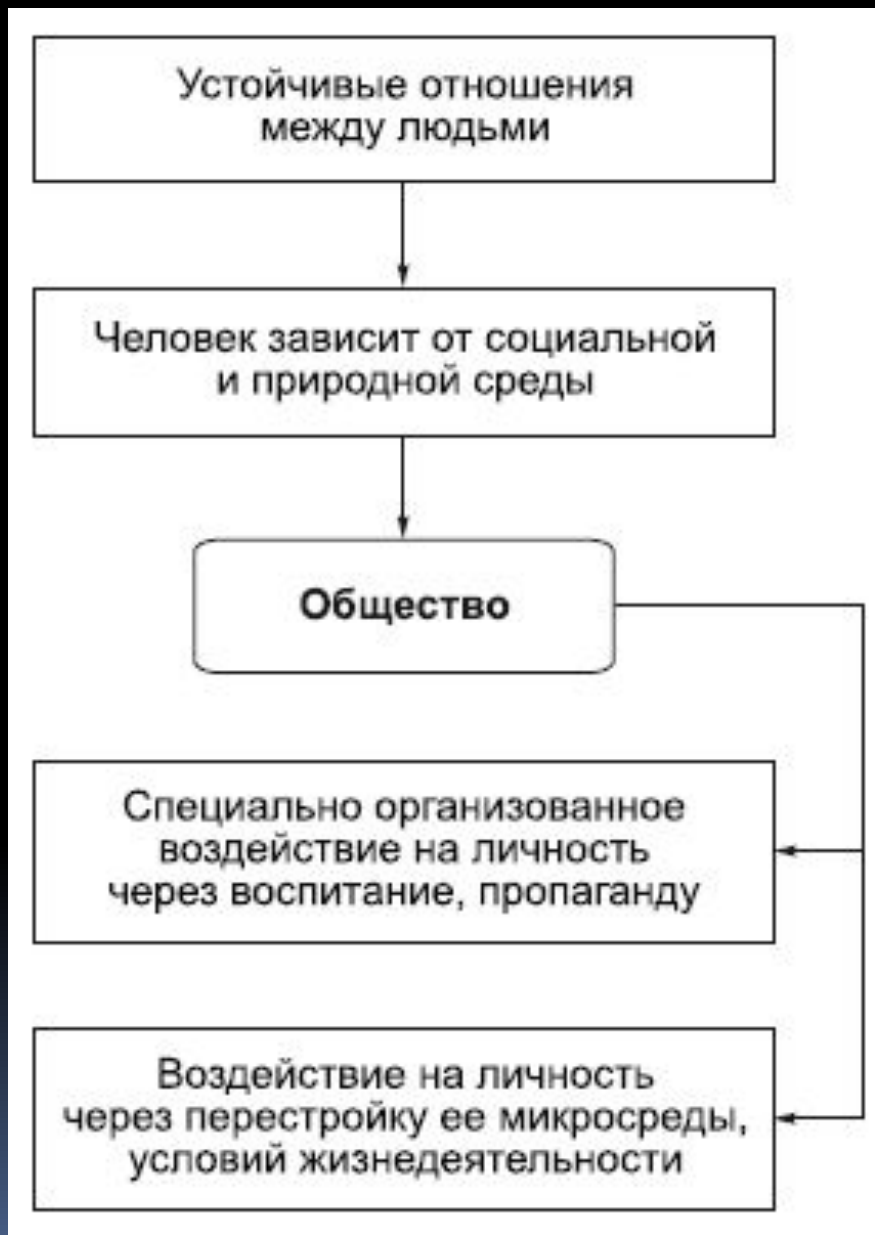 Устойчивые отношения
между людьми
Человек зависит от социальной
и природной среды
Общество
Специально организованное
воздействие на личность
через воспитание, пропаганду
Воздействие на личность
через перестройку ее микросреды,
условий жизнедеятельности